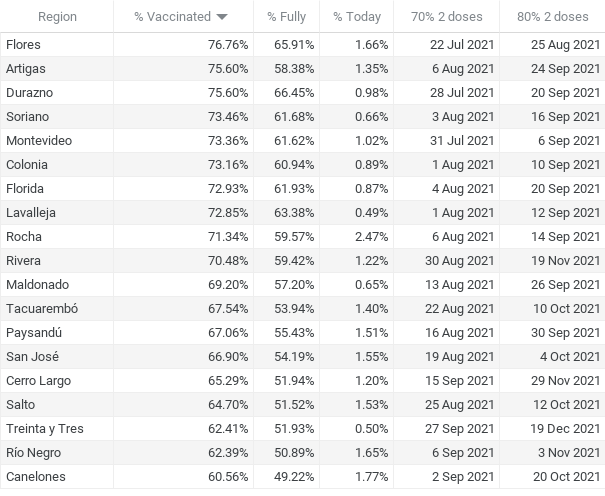 Region % Vaccinated % Fully % Today 70% 2 doses 80% 2 doses
Flores 76.76% 65.91% 1.66% 22 Jul 2021 25 Aug 2021
Artigas 75.60% 58.38% 1.35% 6 Aug 2021 24 Sep 2021
Durazno 75.60% 66.45% 0.98% 28 Jul 2021 20 Sep 2021
Soriano 73.46% 61.68% 0.66% 3 Aug 2021 16 Sep 2021
Montevideo 73.36% 61.62% 1.02% 31 Jul 2021 6 Sep 2021
Colonia 73.16% 60.94% 0.89% 1 Aug 2021 10 Sep 2021
Florida 72.93% 61.93% 0.87% 4 Aug 2021 20 Sep 2021
Lavalleja 72.85% 63.38% 0.49% 1 Aug 2021 12 Sep 2021
Rocha 71.34% 59.57% 2.47% 6 Aug 2021 14 Sep 2021
Rivera 70.48% 59.42% 1.22% 30 Aug 2021 19 Nov 2021
Maldonado 69.20% 57.20% 0.65% 13 Aug 2021 26 Sep 2021
Tacuarembó 67.54% 53.94% 1.40% 22 Aug 2021 10 Oct 2021
Paysandú 67.06% 55.43% 1.51% 16 Aug 2021 30 Sep 2021
San José 66.90% 54.19% 1.55% 19 Aug 2021 4 Oct 2021
Cerro Largo 65.29% 51.94% 1.20% 15 Sep 2021 29 Nov 2021
Salto 64.70% 51.52% 1.53% 25 Aug 2021 12 Oct 2021
Treinta y Tres 62.41% 51.93% 0.50% 27 Sep 2021 19 Dec 2021
Río Negro 62.39% 50.89% 1.65% 6 Sep 2021 3 Nov 2021
Canelones 60.56% 49.22% 1.77% 2 Sep 2021 20 Oct 2021